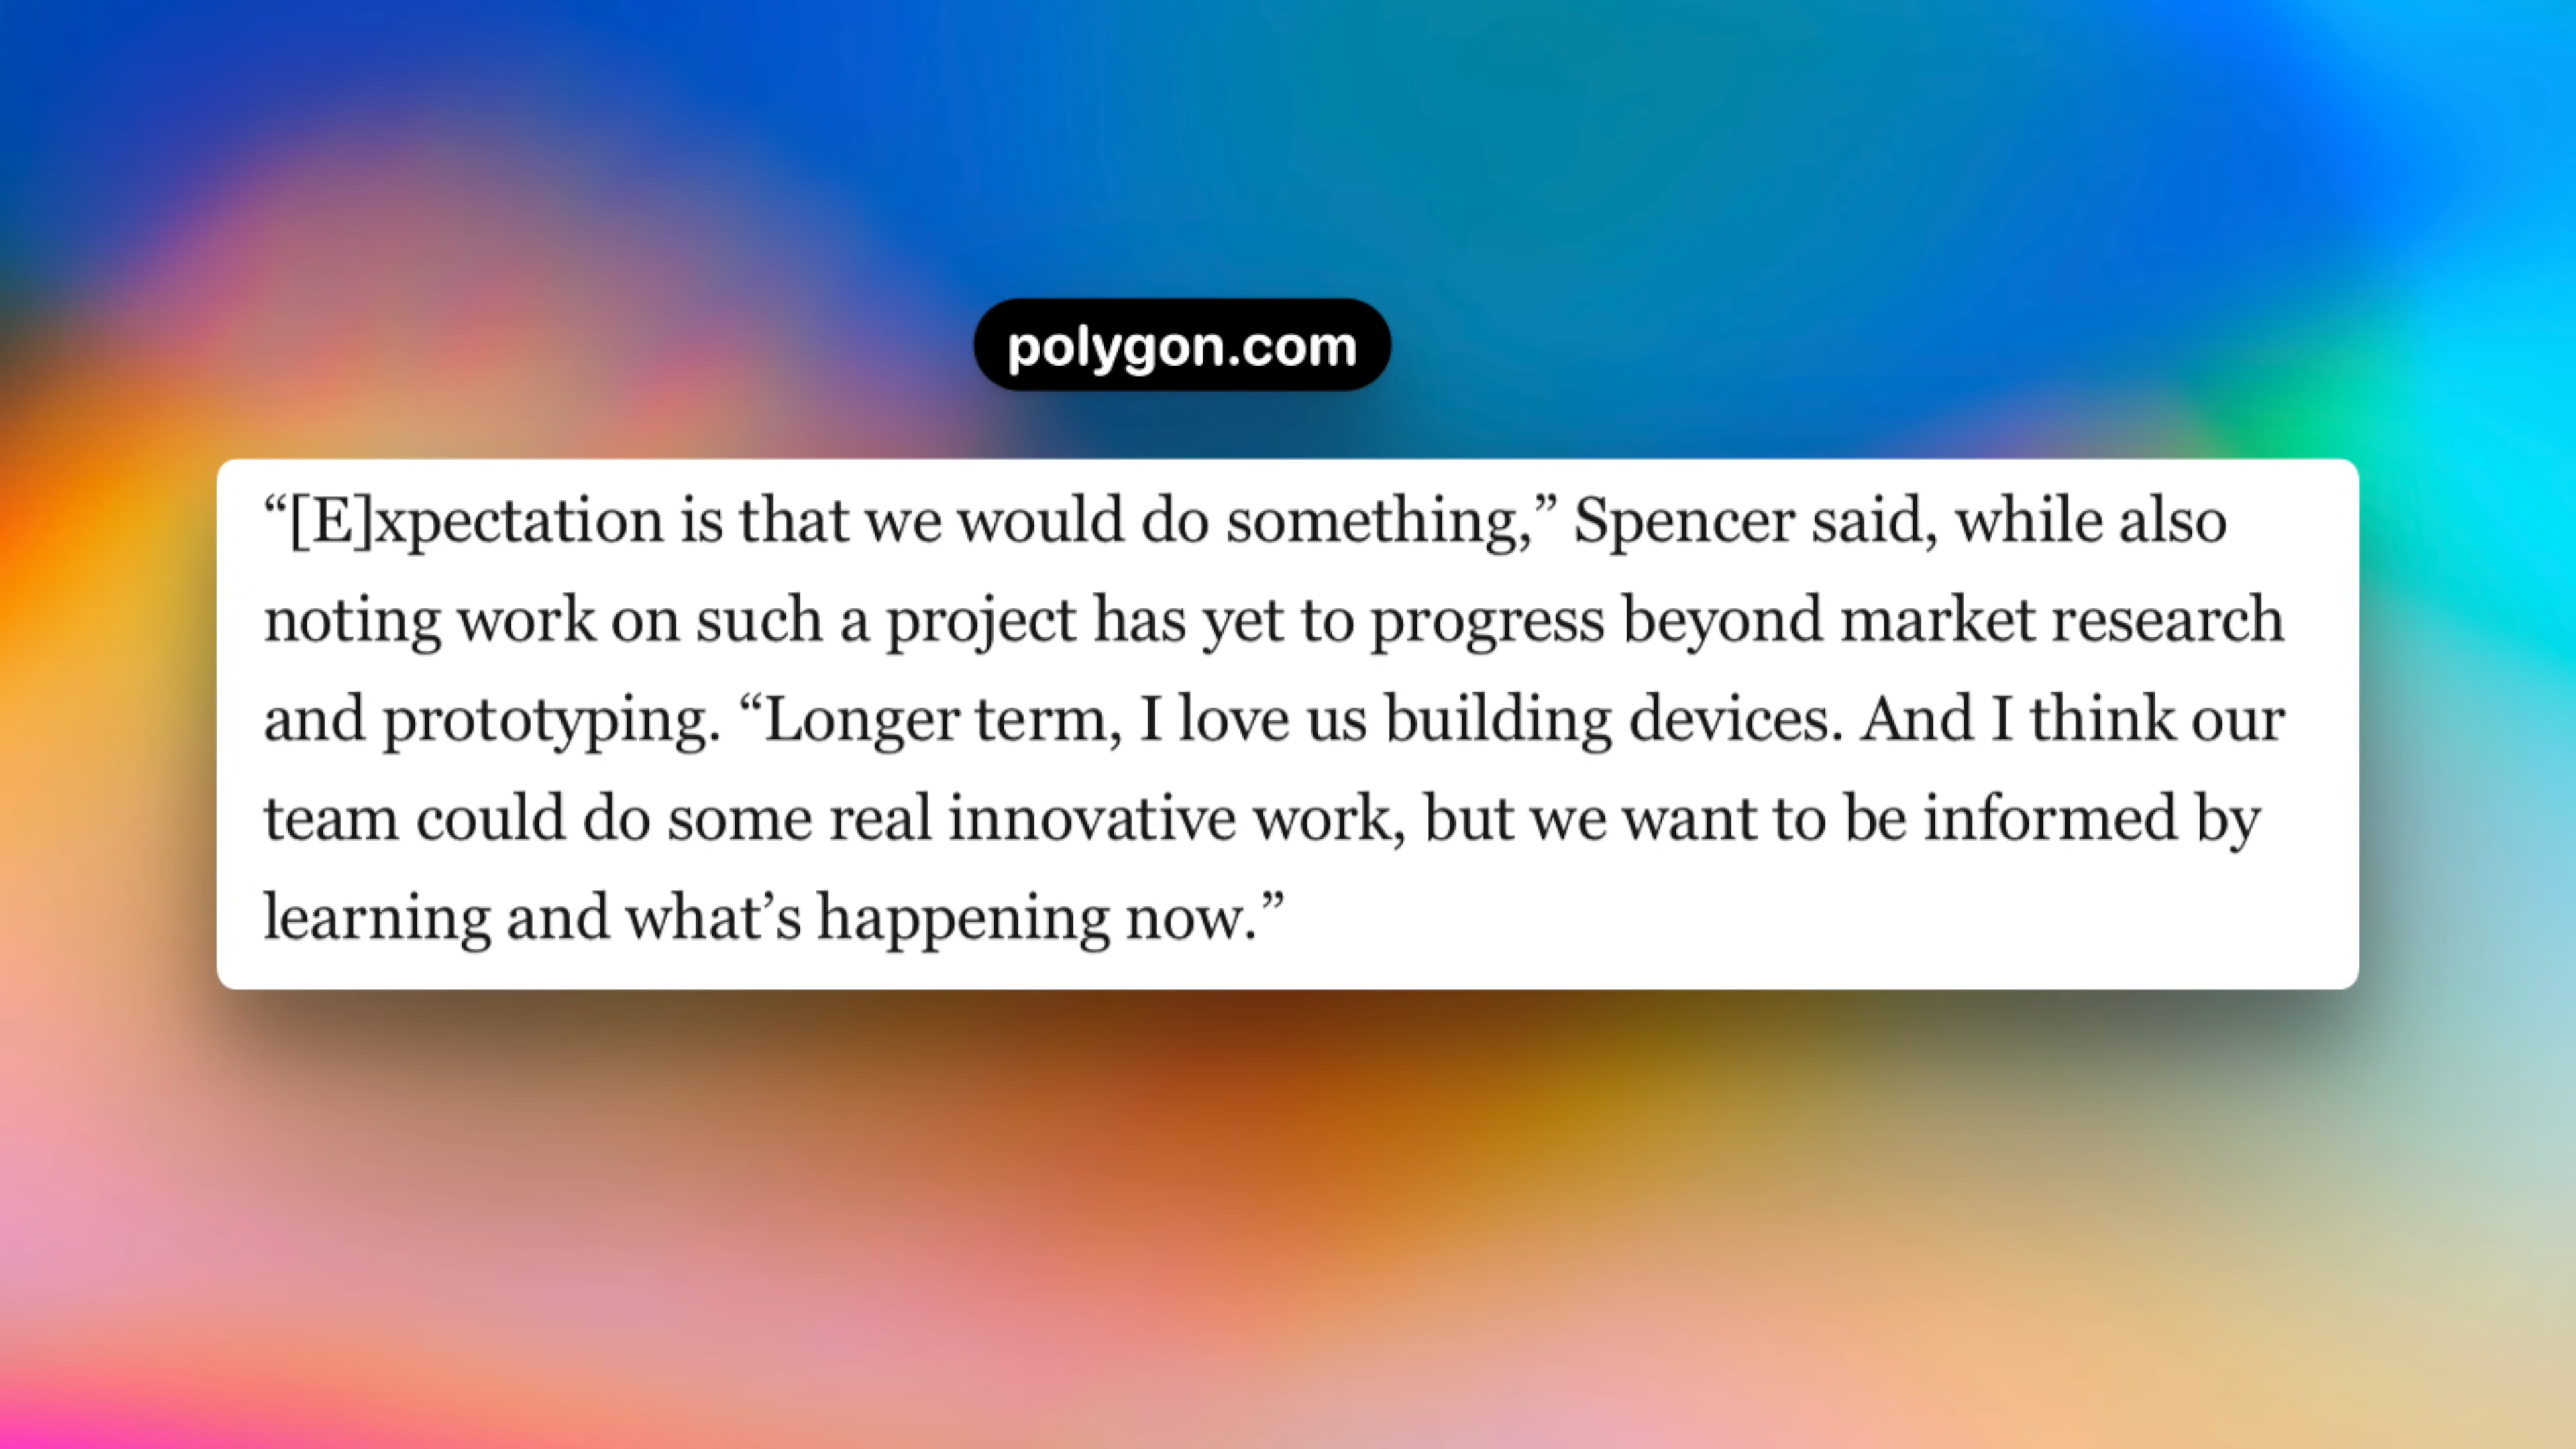 polygon.com
“[E]xpectation is that we would do something,” Spencer said, while also
noting work on such a project has yet to progress beyond market research
and prototyping. “Longer term, I love us building devices. And I think our
team could do some real innovative work, but we want to be informed by
learning and what’s happening now.”